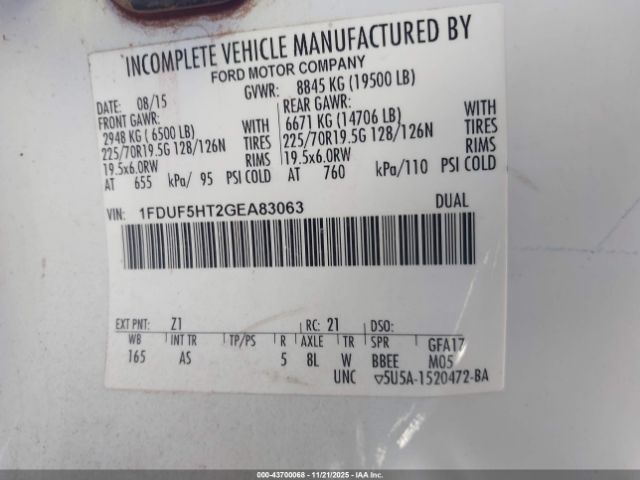 INCOMPLETE VEHICLE MANUFACTURED BY
FORD MOTOR COMPANY
DATE: 08/15 GVWR: 8845 KG (19500 LB)
FRONT GAWR: REAR GAWR:
2948 KG ( 6500 LB) WITH 6671 KG (14706 LB) WITH
225/70R19.5G 128/126N TIRES 225/70R19.5G 128/126N TIRES
19.5x6.0RW RIMS 19.5x6.0RW RIMS
AT 655 kPa/ 95 PSI COLD AT 760 kPa/110 PSI COLD
VIN: 1FDUF5HT2GEA83063 DUAL
EXT PNT: Z1 RC: 21 DSO:
WB INT TR TP/PS R AXLE TR SPR GFA17
165 AS 5 8L W BBEE M05
UNC ▽5U5A-1520472-BA
000-43700068 - 11/21/2025 - iaai.com